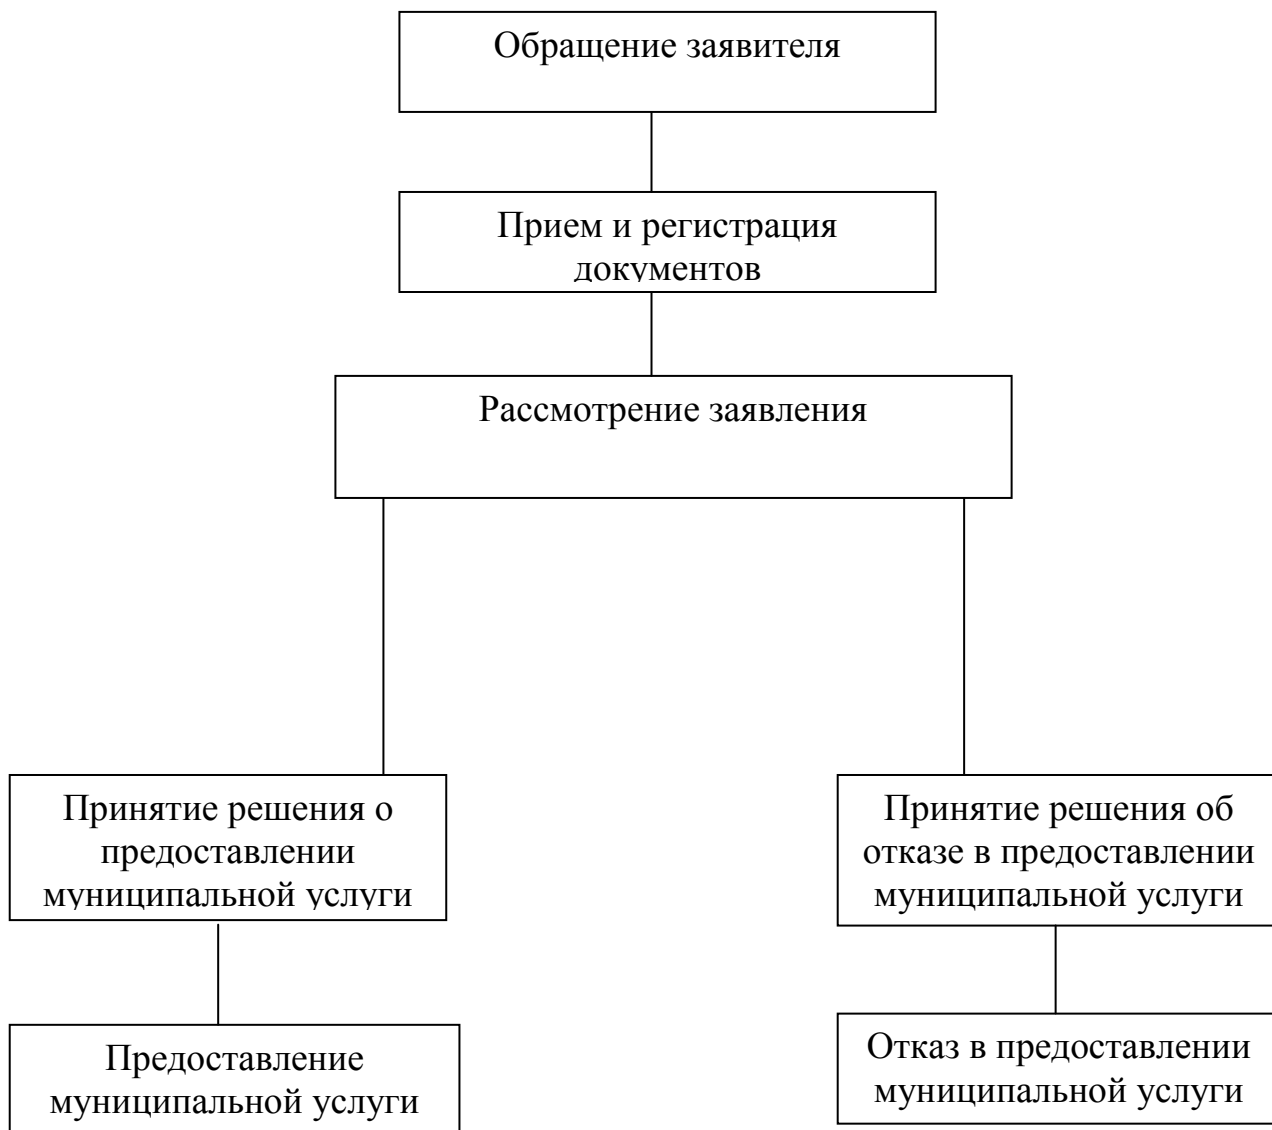 Обращение заявителя
Прием и регистрация
документов
Рассмотрение заявления
Принятие решения о
предоставлении
муниципальной услуги
Принятие решения об
отказе в предоставлении
муниципальной услуги
Предоставление
муниципальной услуги
Отказ в предоставлении
муниципальной услуги